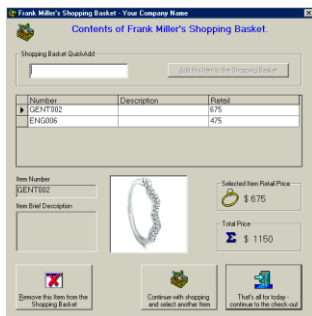 Frank Miller's Shopping Basket - Your Company Name
Contents of Frank Miller's Shopping Basket.
Shopping Basket QuickAdd
Add this Item to the Shopping Basket
Number Description Retail
GENT002 675
ENG006 475
Item Number
GENT002
Item Brief Description
Selected Item Retail Price
$ 675
Total Price
Σ $ 1150
Remove this Item from the
Shopping Basket
Continue with shopping
and select another Item
That's all for today -
continue to the check-out